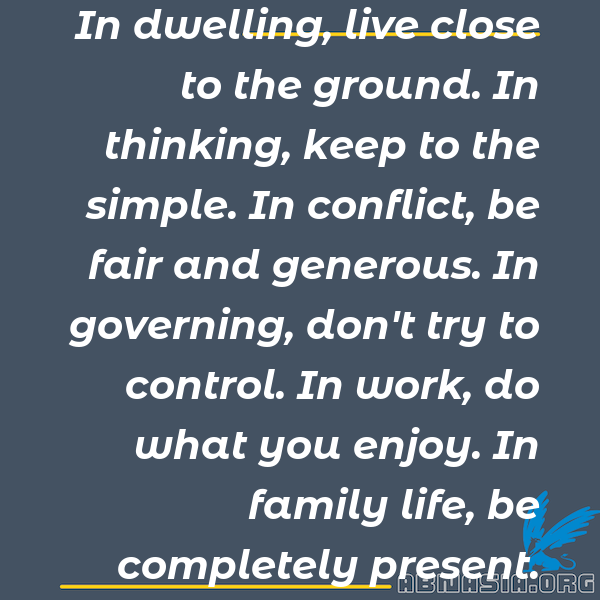 In dwelling, live close
to the ground. In
thinking, keep to the
simple. In conflict, be
fair and generous. In
governing, don't try to
control. In work, do
what you enjoy. In
family life, be
completely present.
ABMASIA.ORG